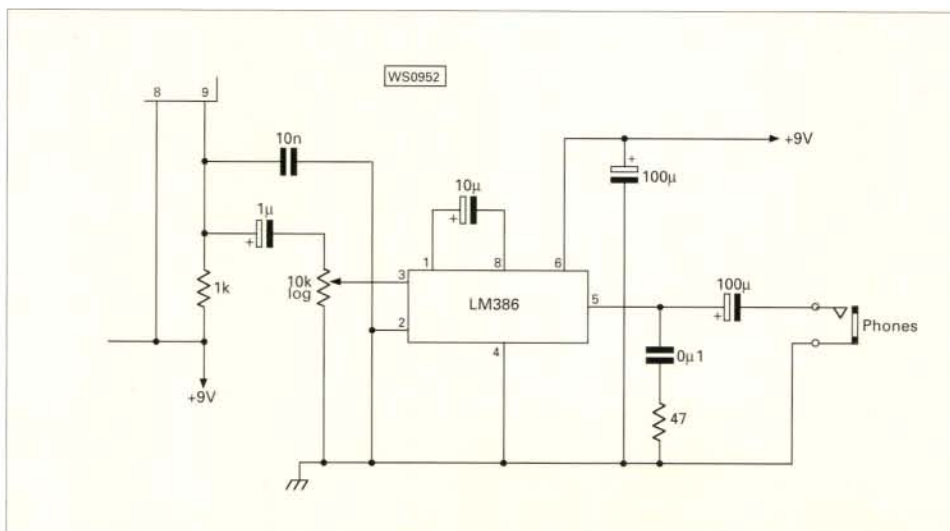 WS0952
8
9
10n
+9V
+
100µ
10µ
+
1
8
6
1µ
+
10k
log
3
1k
LM386
5
100µ
+
Phones
2
4
0µ1
+9V
47